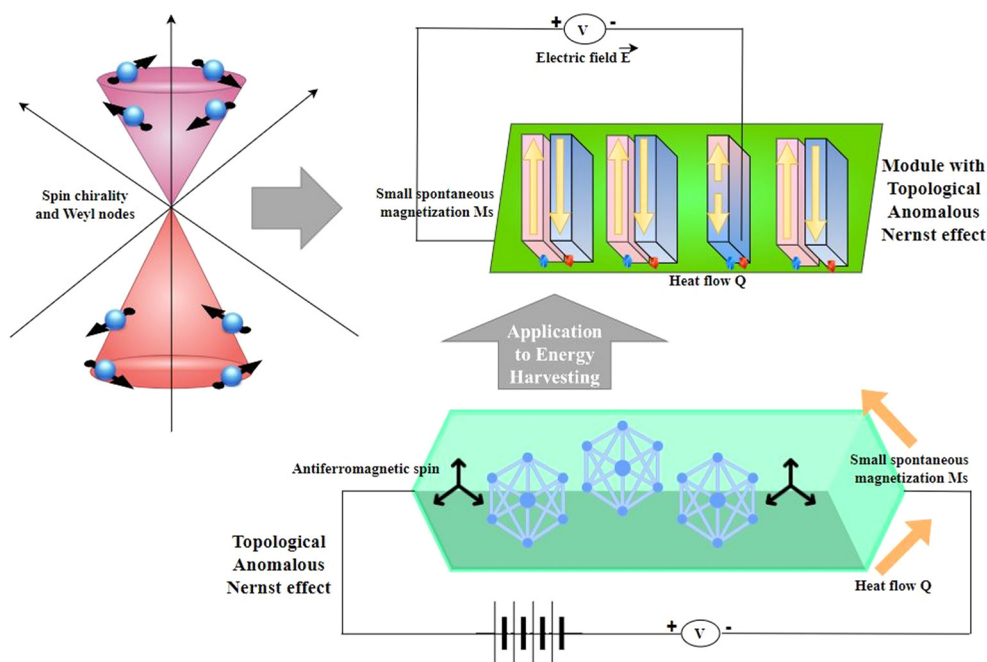 + V -
Electric field E
Spin chirality
and Weyl nodes
Small spontaneous
magnetization Ms
Module with
Topological
Anomalous
Nernst effect
Heat flow Q
Application
to Energy
Harvesting
Antiferromagnetic spin
Small spontaneous
magnetization Ms
Topological
Anomalous
Nernst effect
Heat flow Q
+ V -